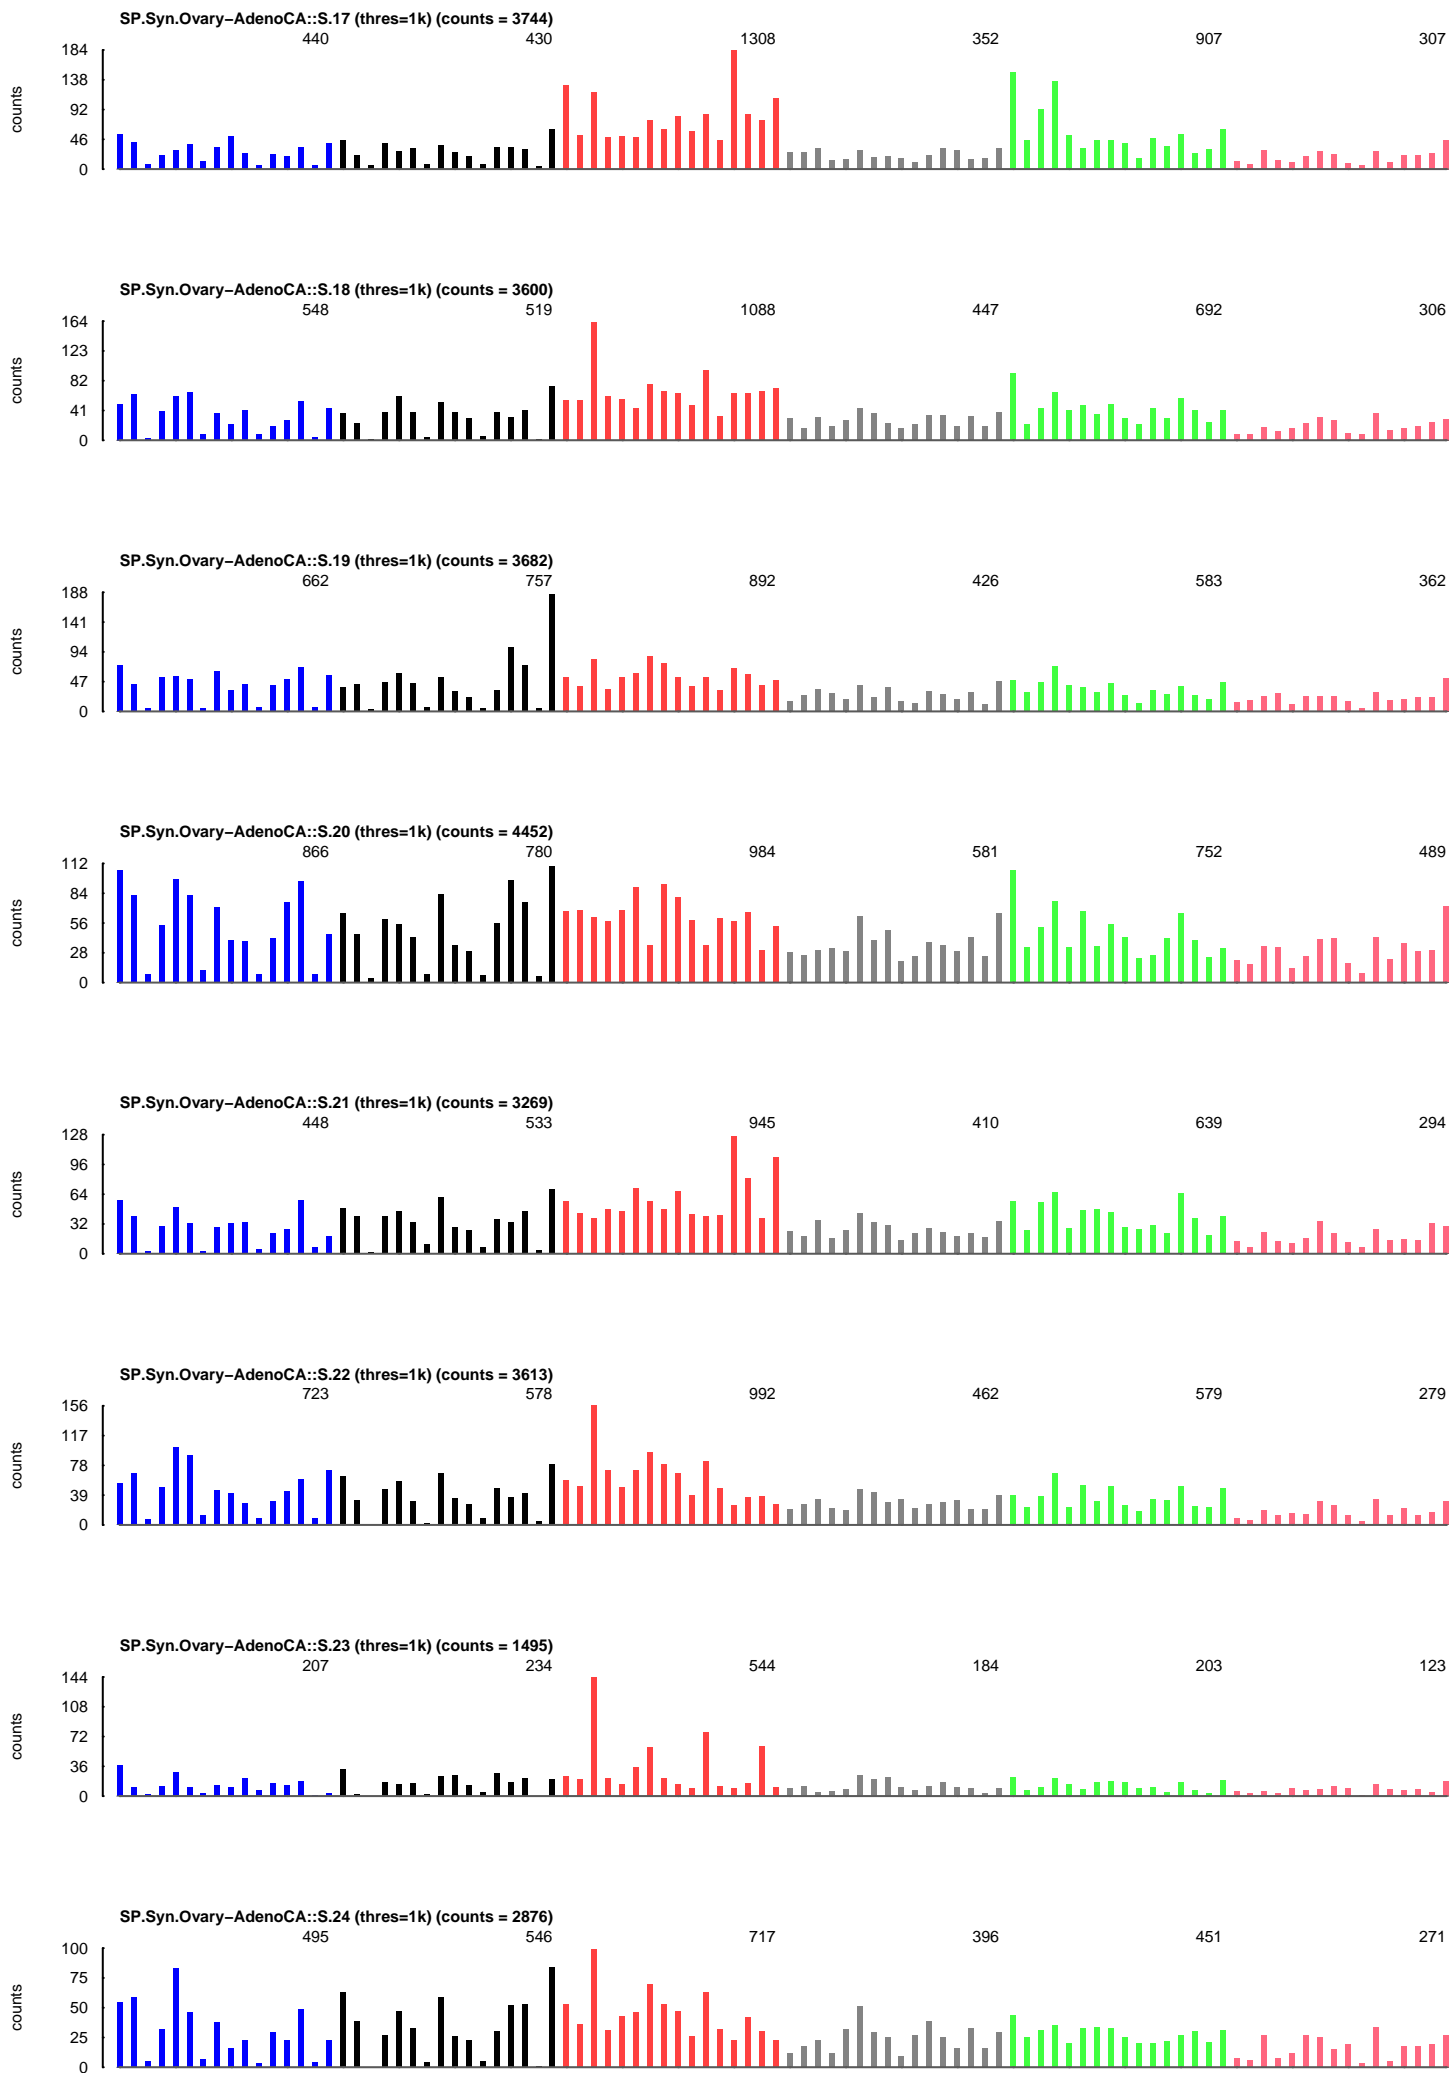 SP.Syn.Ovary−AdenoCA::S.17 (thres=1k) (counts = 3744)
440 430 1308 352 907 307
184
138
92
46
0
counts
SP.Syn.Ovary−AdenoCA::S.18 (thres=1k) (counts = 3600)
548 519 1088 447 692 306
164
123
82
41
0
counts
SP.Syn.Ovary−AdenoCA::S.19 (thres=1k) (counts = 3682)
662 757 892 426 583 362
188
141
94
47
0
counts
SP.Syn.Ovary−AdenoCA::S.20 (thres=1k) (counts = 4452)
866 780 984 581 752 489
112
84
56
28
0
counts
SP.Syn.Ovary−AdenoCA::S.21 (thres=1k) (counts = 3269)
448 533 945 410 639 294
128
96
64
32
0
counts
SP.Syn.Ovary−AdenoCA::S.22 (thres=1k) (counts = 3613)
723 578 992 462 579 279
156
117
78
39
0
counts
SP.Syn.Ovary−AdenoCA::S.23 (thres=1k) (counts = 1495)
207 234 544 184 203 123
144
108
72
36
0
counts
SP.Syn.Ovary−AdenoCA::S.24 (thres=1k) (counts = 2876)
495 546 717 396 451 271
100
75
50
25
0
counts